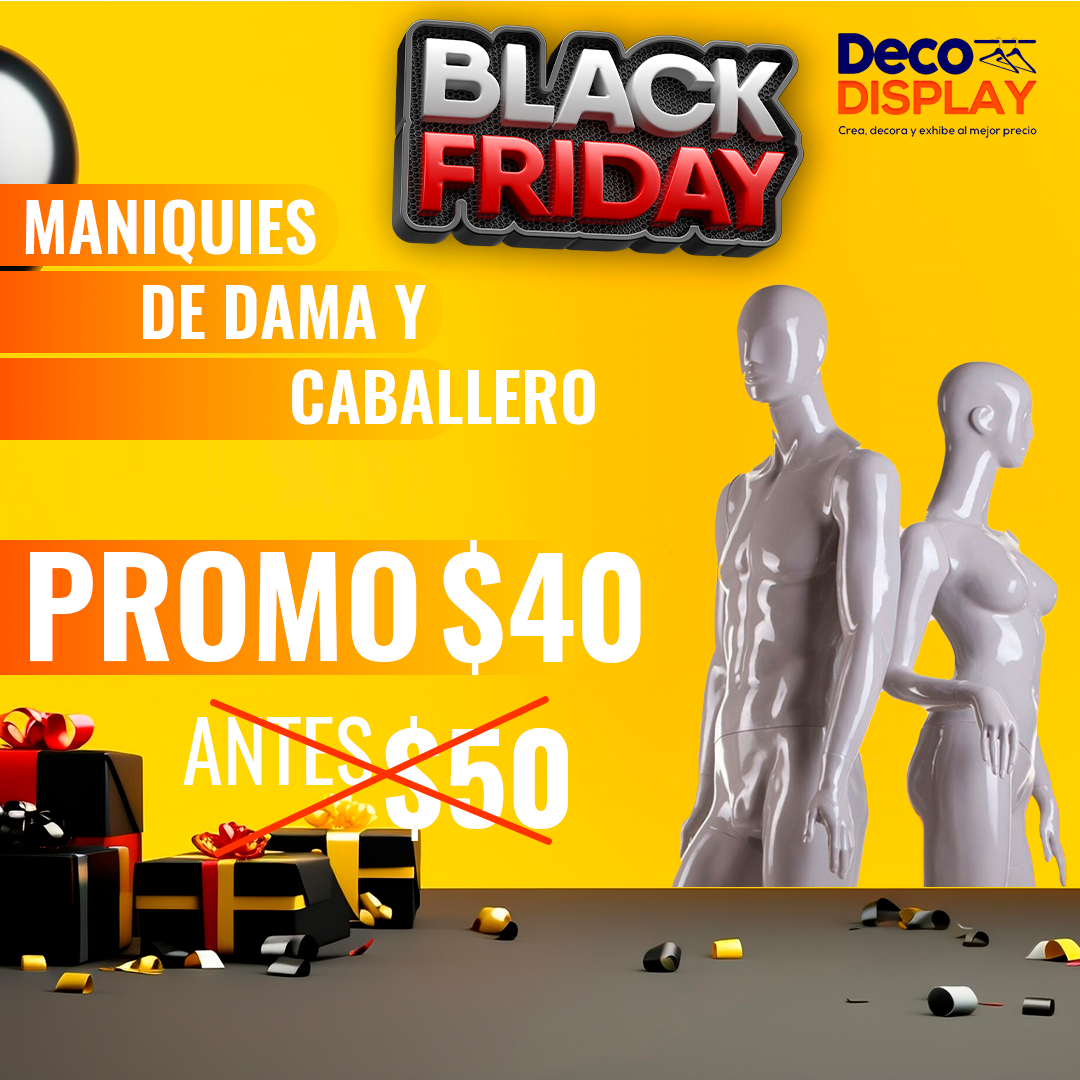 BLACK
FRIDAY
Deco
DISPLAY
Crea, decora y exhibe al mejor precio
MANIQUIES
DE DAMA Y
CABALLERO
PROMO $40
ANTES $50